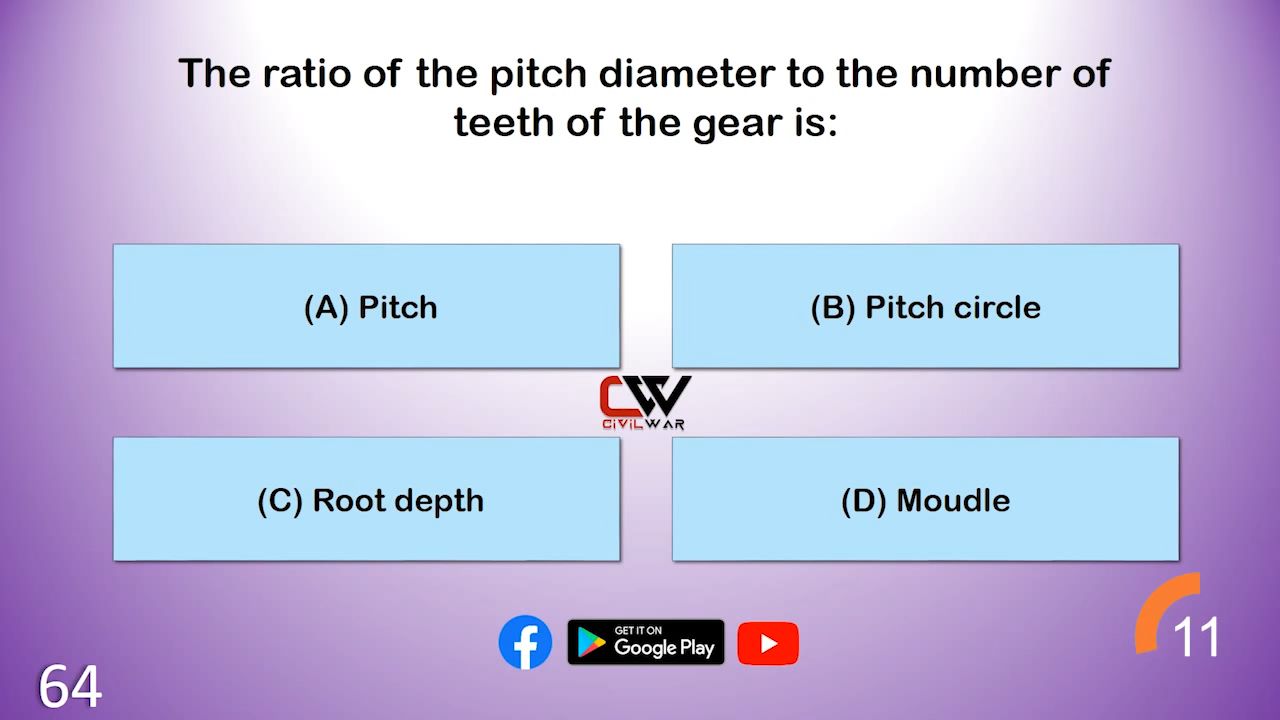 The ratio of the pitch diameter to the number of
teeth of the gear is:
(A) Pitch
(B) Pitch circle
CW
CiViLWAR
(C) Root depth
(D) Moudle
GET IT ON
Google Play
11
64